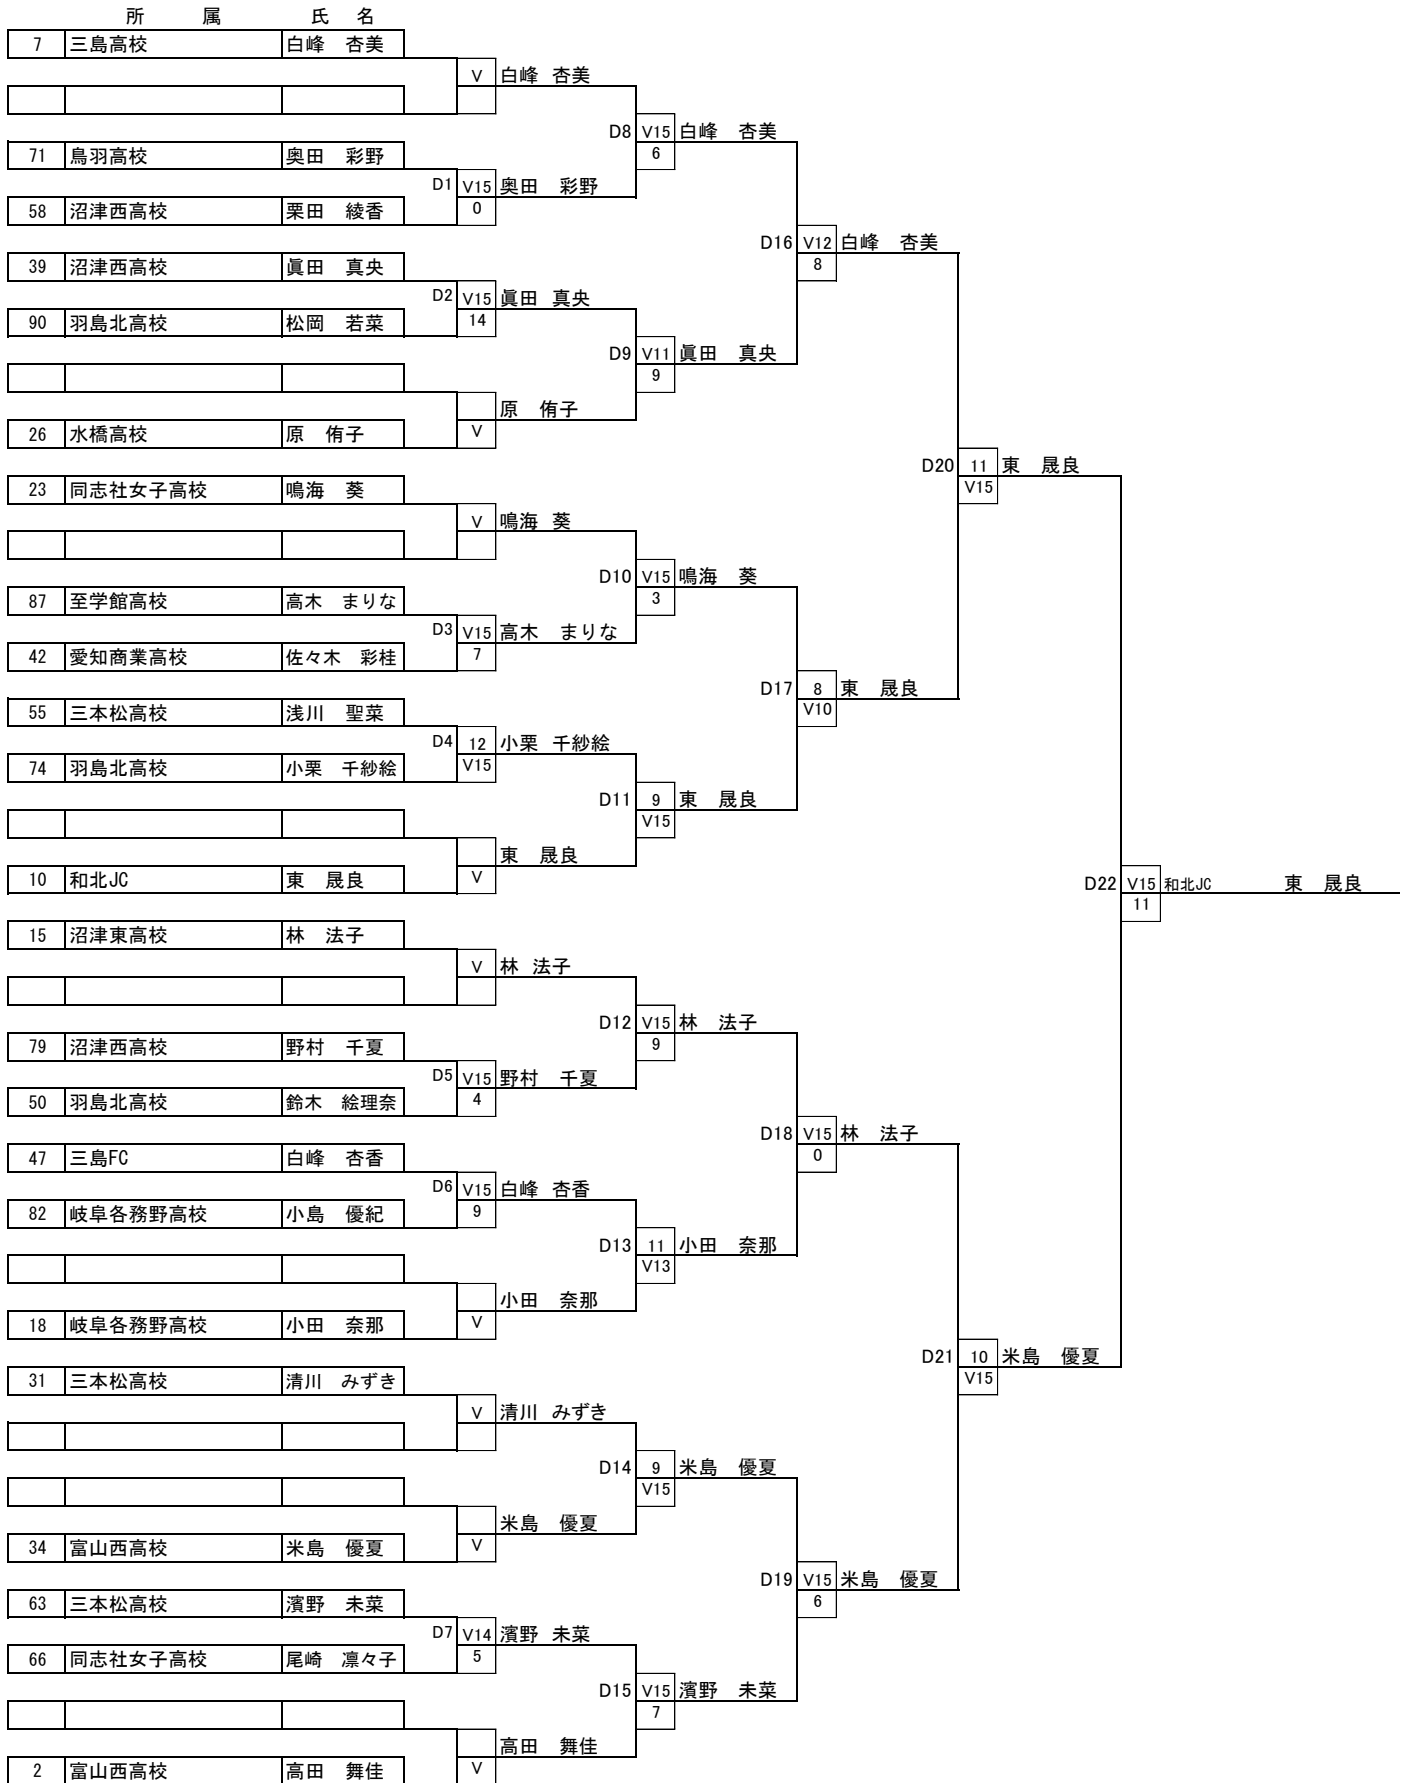 所　属　氏　名
7 三島高校 白峰　杏美
V 白峰　杏美
D8 V15 白峰　杏美
6
71 鳥羽高校 奥田　彩野
D1 V15 奥田　彩野
0
58 沼津西高校 栗田　綾香
D16 V12 白峰　杏美
8
39 沼津西高校 眞田　真央
D2 V15 眞田　真央
14
90 羽島北高校 松岡　若菜
D9 V11 眞田　真央
9
原　侑子
V
26 水橋高校 原　侑子
D20 11 東　晟良
V15
23 同志社女子高校 鳴海　葵
V 鳴海　葵
D10 V15 鳴海　葵
3
87 至学館高校 高木　まりな
D3 V15 高木　まりな
7
42 愛知商業高校 佐々木　彩桂
D17 8 東　晟良
V10
55 三本松高校 浅川　聖菜
D4 12 小栗　千紗絵
V15
74 羽島北高校 小栗　千紗絵
D11 9 東　晟良
V15
東　晟良
V
10 和北JC 東　晟良
D22 V15 和北JC 東　晟良
11
15 沼津東高校 林　法子
V 林　法子
D12 V15 林　法子
9
79 沼津西高校 野村　千夏
D5 V15 野村　千夏
4
50 羽島北高校 鈴木　絵理奈
D18 V15 林　法子
0
47 三島FC 白峰　杏香
D6 V15 白峰　杏香
9
82 岐阜各務野高校 小島　優紀
D13 11 小田　奈那
V13
小田　奈那
V
18 岐阜各務野高校 小田　奈那
D21 10 米島　優夏
V15
31 三本松高校 清川　みずき
V 清川　みずき
D14 9 米島　優夏
V15
米島　優夏
V
34 富山西高校 米島　優夏
D19 V15 米島　優夏
6
63 三本松高校 濱野　未菜
D7 V14 濱野　未菜
5
66 同志社女子高校 尾崎　凛々子
D15 V15 濱野　未菜
7
高田　舞佳
V
2 富山西高校 高田　舞佳